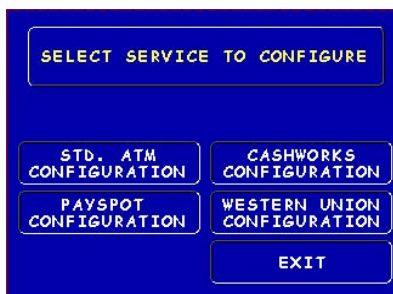 SELECT SERVICE TO CONFIGURE
STD. ATM
CONFIGURATION
CASHWORKS
CONFIGURATION
PAYSPOT
CONFIGURATION
WESTERN UNION
CONFIGURATION
EXIT